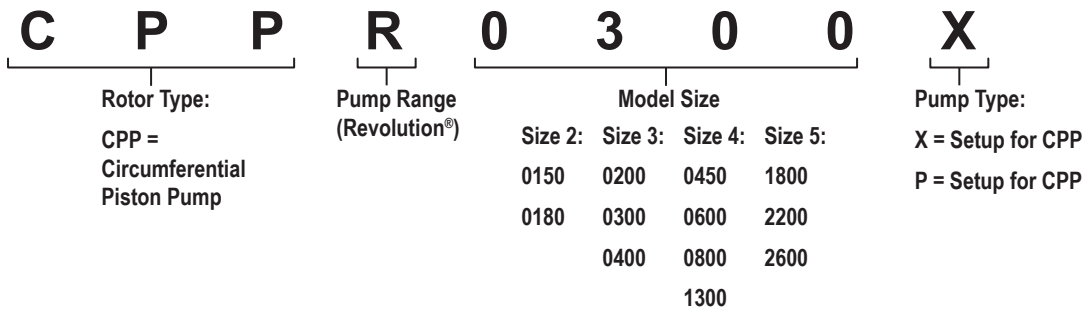 C P P R 0 3 0 0 X
Rotor Type:
CPP =
Circumferential
Piston Pump
Pump Range
(Revolution®)
Model Size
Size 2: Size 3: Size 4: Size 5:
0150 0200 0450 1800
0180 0300 0600 2200
0400 0800 2600
1300
Pump Type:
X = Setup for CPP
P = Setup for CPP